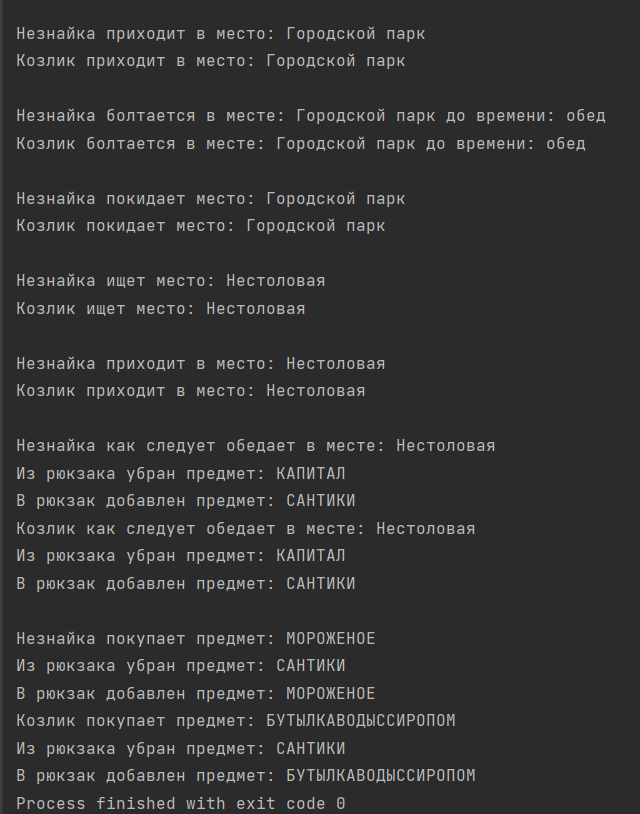 Незнайка приходит в место: Городской парк
Козлик приходит в место: Городской парк
Незнайка болтается в месте: Городской парк до времени: обед
Козлик болтается в месте: Городской парк до времени: обед
Незнайка покидает место: Городской парк
Козлик покидает место: Городской парк
Незнайка ищет место: Нестоловая
Козлик ищет место: Нестоловая
Незнайка приходит в место: Нестоловая
Козлик приходит в место: Нестоловая
Незнайка как следует обедает в месте: Нестоловая
Из рюкзака убран предмет: КАПИТАЛ
В рюкзак добавлен предмет: САНТИКИ
Козлик как следует обедает в месте: Нестоловая
Из рюкзака убран предмет: КАПИТАЛ
В рюкзак добавлен предмет: САНТИКИ
Незнайка покупает предмет: МОРОЖЕНОЕ
Из рюкзака убран предмет: САНТИКИ
В рюкзак добавлен предмет: МОРОЖЕНОЕ
Козлик покупает предмет: БУТЫЛКАВОДЫССИРОПОМ
Из рюкзака убран предмет: САНТИКИ
В рюкзак добавлен предмет: БУТЫЛКАВОДЫССИРОПОМ
Process finished with exit code 0